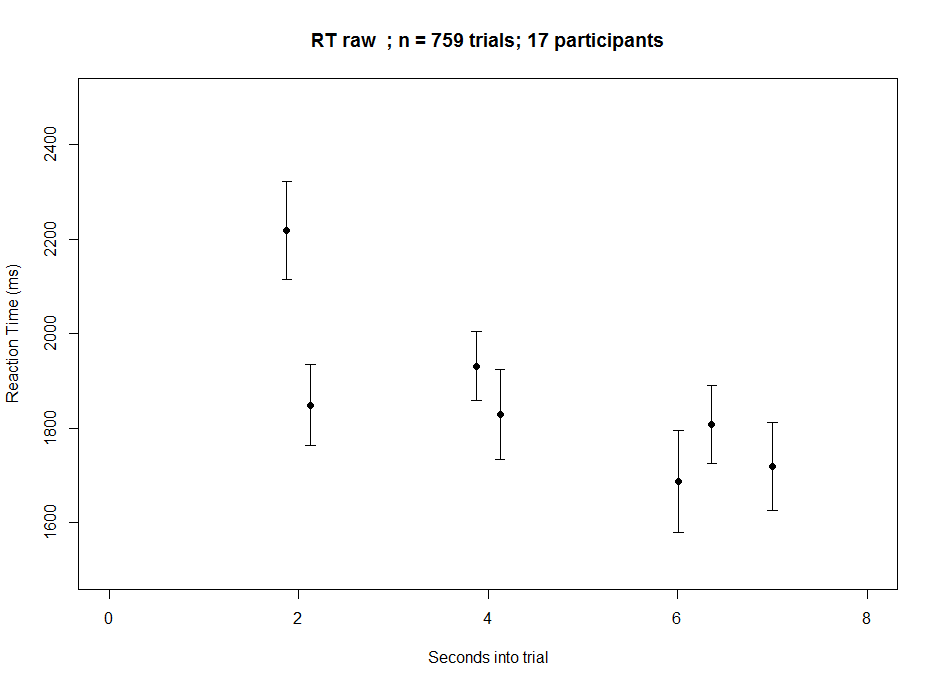 RT raw  ; n = 759 trials; 17 participants
Reaction Time (ms)
2400
2200
2000
1800
1600
0 2 4 6 8
Seconds into trial